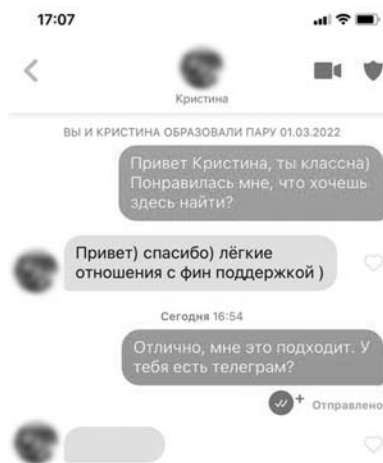 17:07
Кристина
ВЫ И КРИСТИНА ОБРАЗОВАЛИ ПАРУ 01.03.2022
Привет Кристина, ты классна)
Понравилась мне, что хочешь
здесь найти?
Привет) спасибо) лёгкие
отношения с фин поддержкой )
Сегодня 16:54
Отлично, мне это подходит. У
тебя есть телеграм?
Отправлено